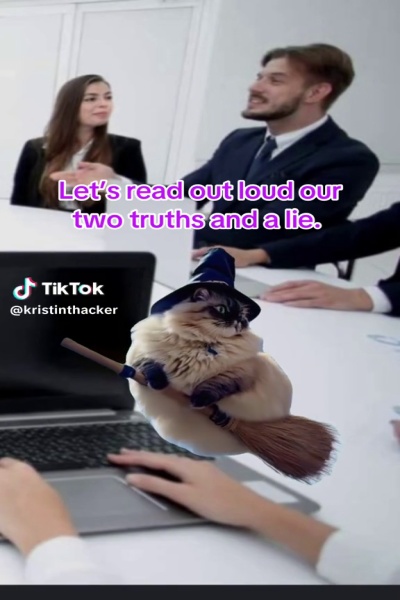 Let's read out loud our
two truths and a lie.
TikTok
@kristinthacker